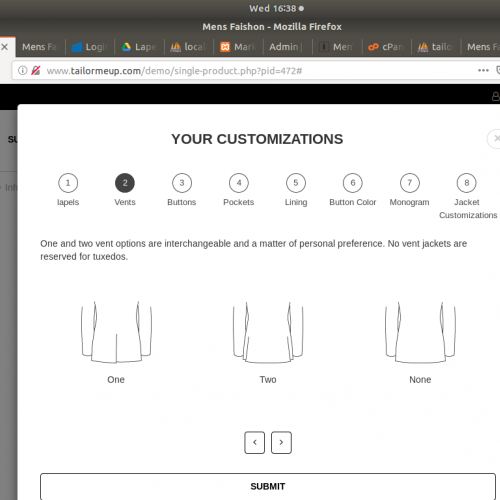 Wed 16:38
Mens Faishon - Mozilla Firefox
Mens Fa Logi Lape loca Mark Admin | Men cPan tailo Mens F
www.tailormeup.com/demo/single-product.php?pid=472#
YOUR CUSTOMIZATIONS
1 2 3 4 5 6 7 8
lapels Vents Buttons Pockets Lining Button Color Monogram Jacket
Customizations
One and two vent options are interchangeable and a matter of personal preference. No vent jackets are
reserved for tuxedos.
One Two None
SUBMIT